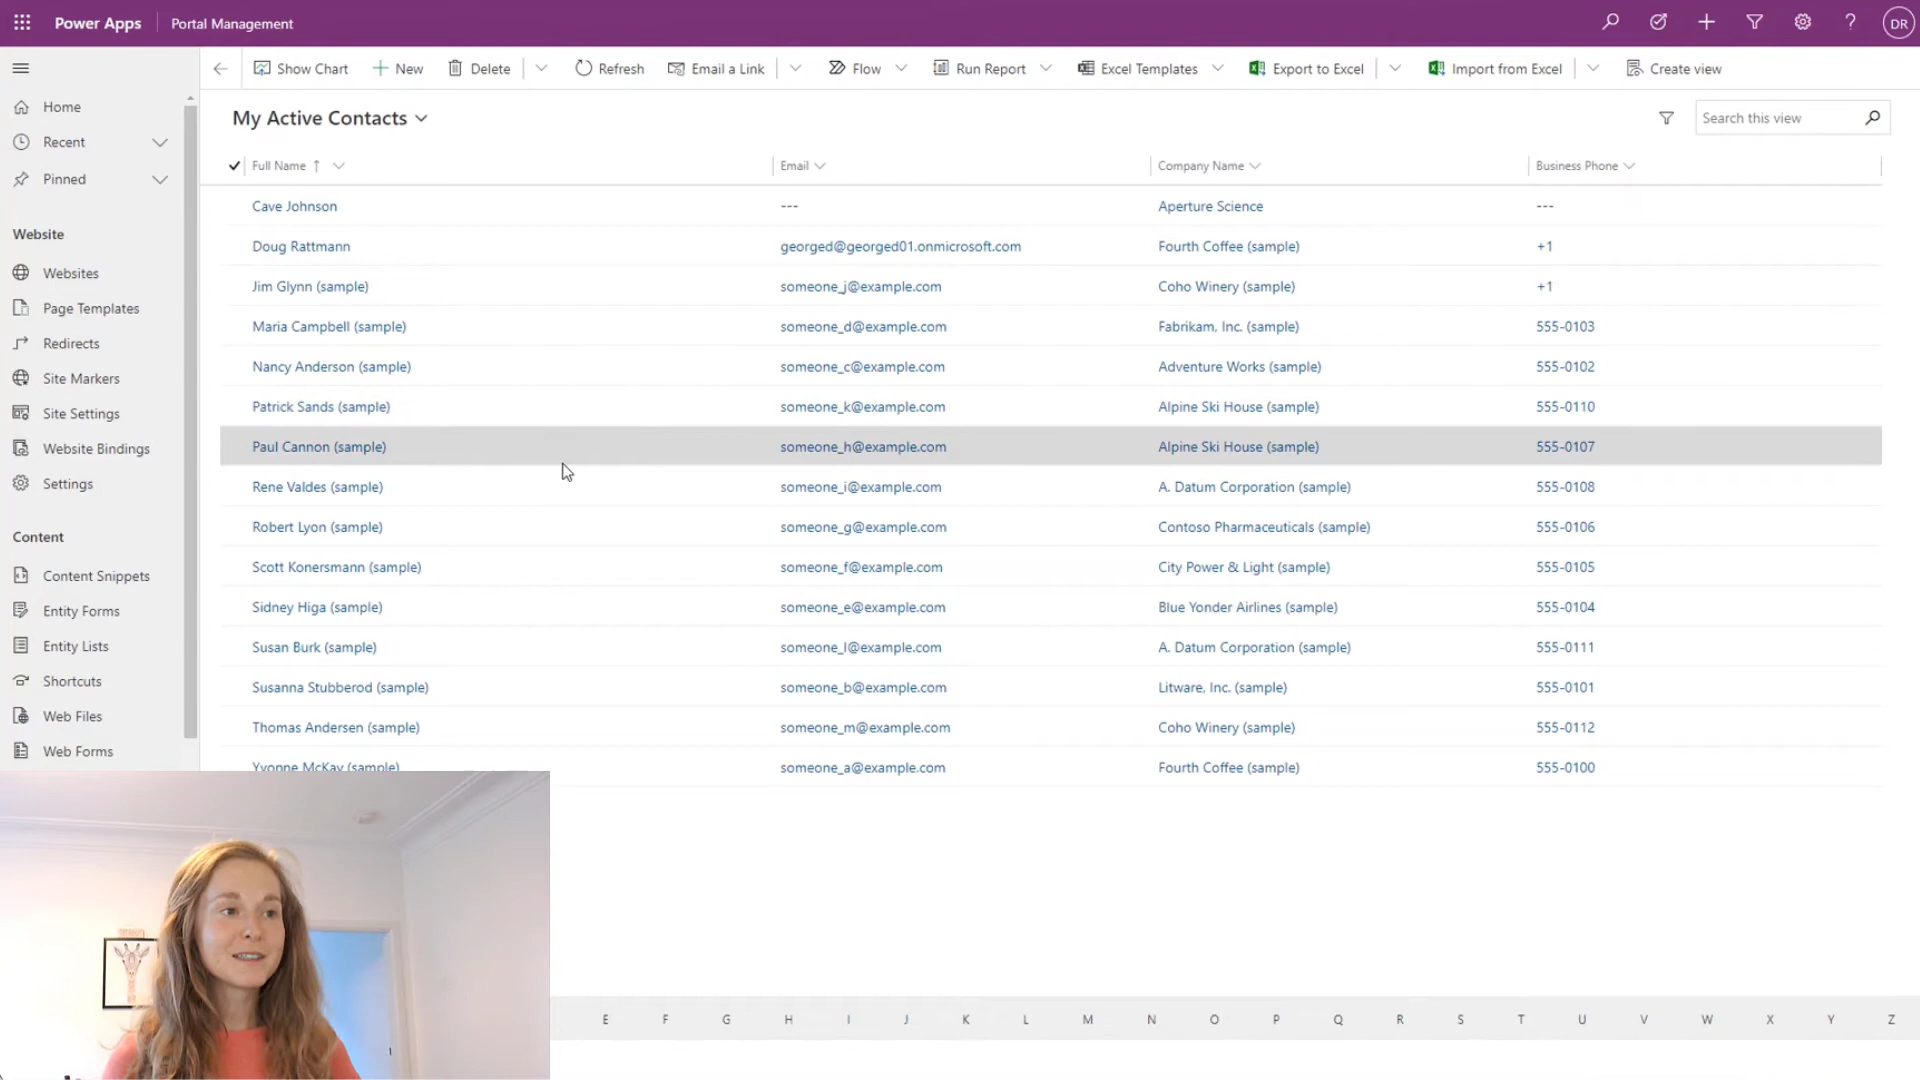 Power Apps Portal Management DR
Show Chart New Delete Refresh Email a Link Flow Run Report Excel Templates Export to Excel Import from Excel Create view
Home
Recent
Pinned
Website
Websites
Page Templates
Redirects
Site Markers
Site Settings
Website Bindings
Settings
Content
Content Snippets
Entity Forms
Entity Lists
Shortcuts
Web Files
Web Forms
My Active Contacts Search this view
Full Name Email Company Name Business Phone
Cave Johnson --- Aperture Science ---
Doug Rattmann georged@georged01.onmicrosoft.com Fourth Coffee (sample) +1
Jim Glynn (sample) someone_j@example.com Coho Winery (sample) +1
Maria Campbell (sample) someone_d@example.com Fabrikam, Inc. (sample) 555-0103
Nancy Anderson (sample) someone_c@example.com Adventure Works (sample) 555-0102
Patrick Sands (sample) someone_k@example.com Alpine Ski House (sample) 555-0110
Paul Cannon (sample) someone_h@example.com Alpine Ski House (sample) 555-0107
Rene Valdes (sample) someone_i@example.com A. Datum Corporation (sample) 555-0108
Robert Lyon (sample) someone_g@example.com Contoso Pharmaceuticals (sample) 555-0106
Scott Konersmann (sample) someone_f@example.com City Power & Light (sample) 555-0105
Sidney Higa (sample) someone_e@example.com Blue Yonder Airlines (sample) 555-0104
Susan Burk (sample) someone_l@example.com A. Datum Corporation (sample) 555-0111
Susanna Stubberod (sample) someone_b@example.com Litware, Inc. (sample) 555-0101
Thomas Andersen (sample) someone_m@example.com Coho Winery (sample) 555-0112
Yvonne McKay (sample) someone_a@example.com Fourth Coffee (sample) 555-0100
E F G H I J K L M N O P Q R S T U V W X Y Z